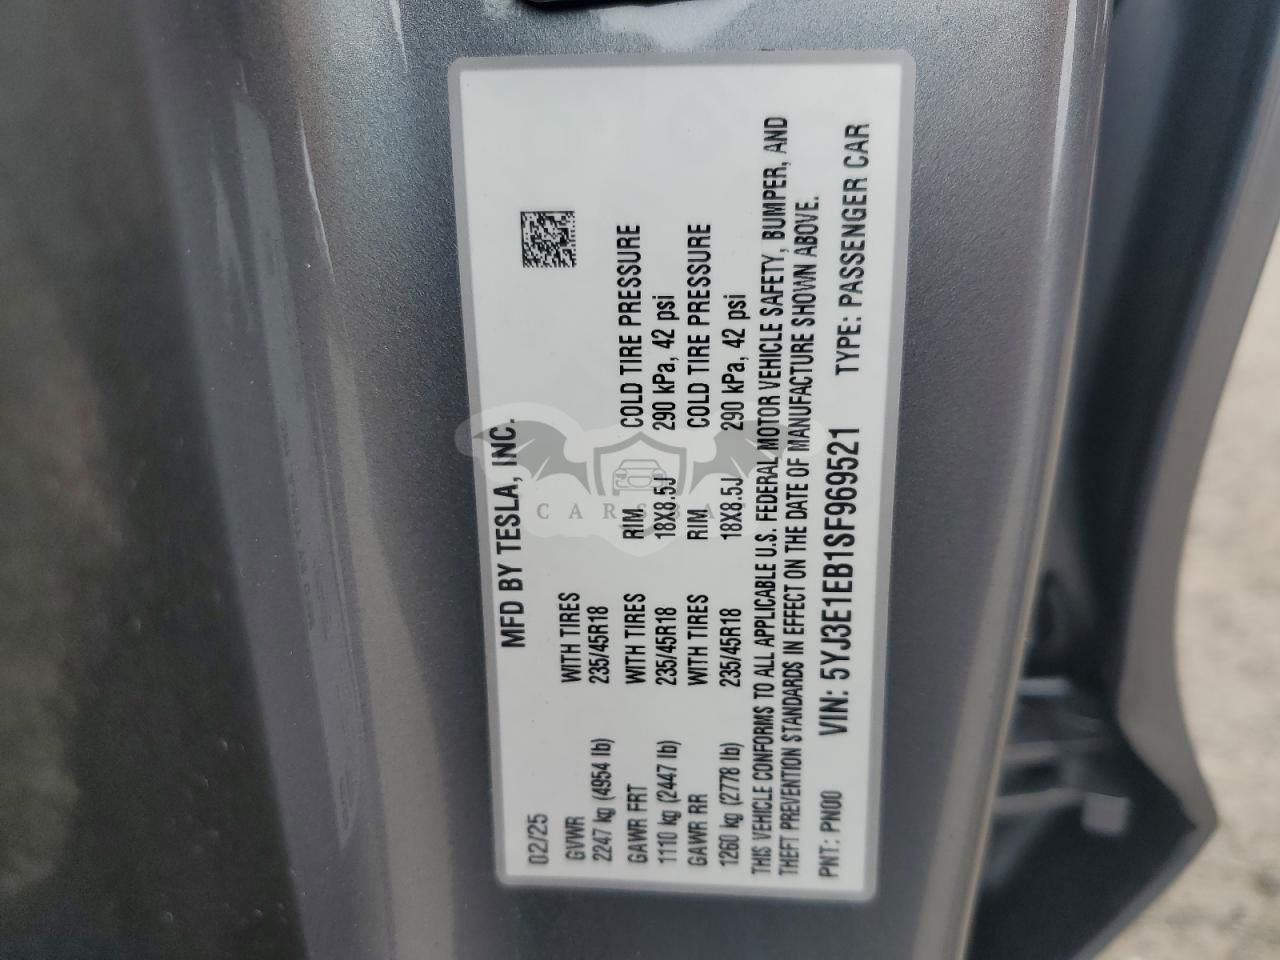 02/25 MFD BY TESLA, INC.
GVWR WITH TIRES
2247 kg (4954 lb) 235/45R18
GAWR FRT WITH TIRES RIM COLD TIRE PRESSURE
1110 kg (2447 lb) 235/45R18 18X8.5J 290 kPa, 42 psi
GAWR RR WITH TIRES RIM COLD TIRE PRESSURE
1260 kg (2778 lb) 235/45R18 18X8.5J 290 kPa, 42 psi
THIS VEHICLE CONFORMS TO ALL APPLICABLE U.S. FEDERAL MOTOR VEHICLE SAFETY, BUMPER, AND
THEFT PREVENTION STANDARDS IN EFFECT ON THE DATE OF MANUFACTURE SHOWN ABOVE.
PNT: PN00 VIN: 5YJ3E1EB1SF969521 TYPE: PASSENGER CAR
CARSBAT